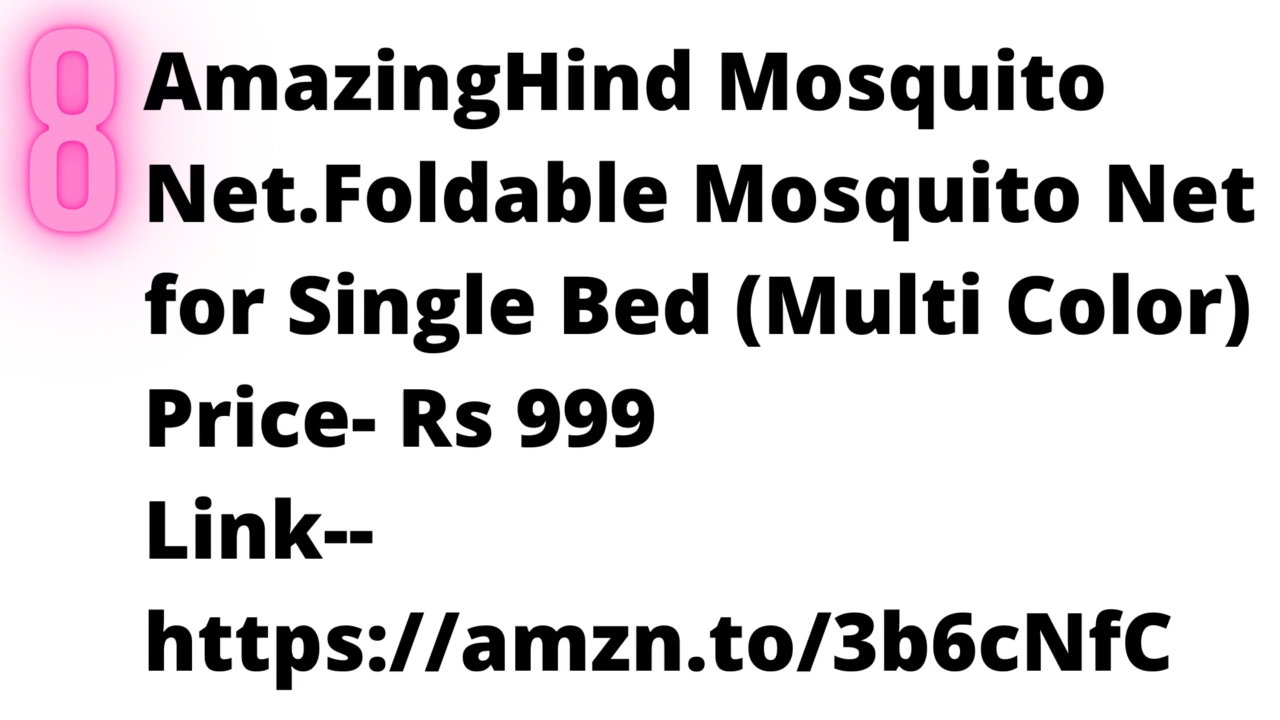 8
AmazingHind Mosquito
Net.Foldable Mosquito Net
for Single Bed (Multi Color)
Price- Rs 999
Link--
https://amzn.to/3b6cNfC